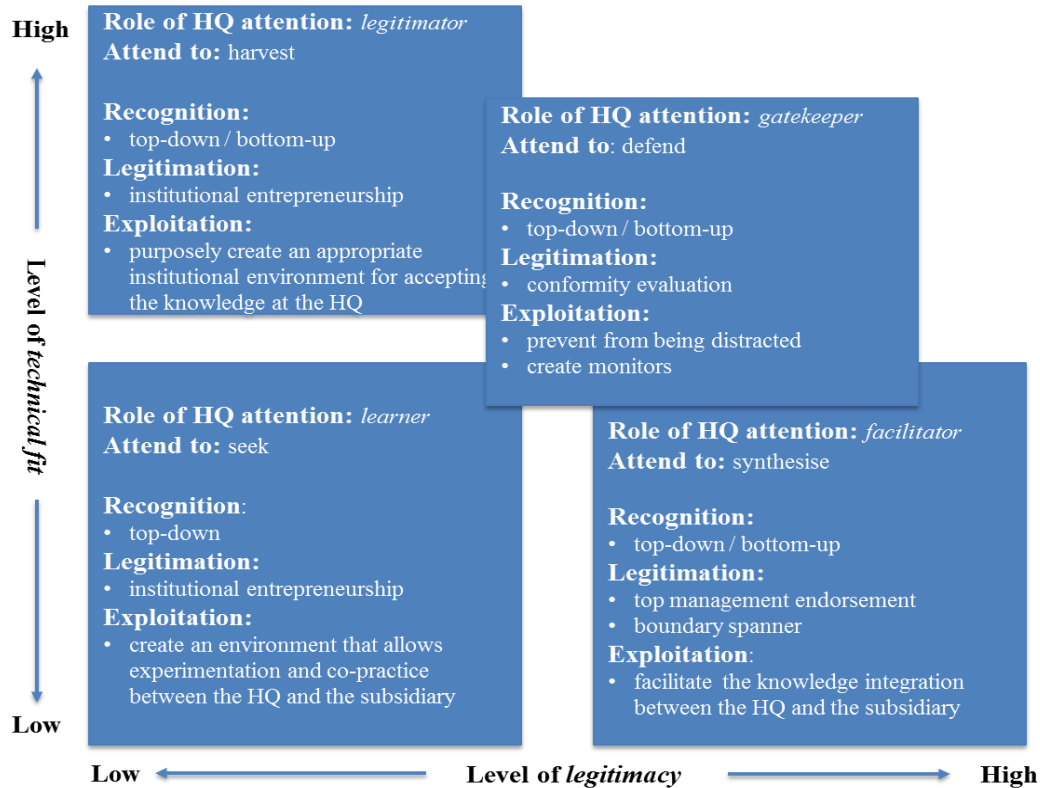 High
Role of HQ attention: legitimator
Attend to: harvest
Recognition:
• top-down / bottom-up
Legitimation:
• institutional entrepreneurship
Exploitation:
• purposely create an appropriate
institutional environment for accepting
the knowledge at the HQ
Role of HQ attention: gatekeeper
Attend to: defend
Recognition:
• top-down / bottom-up
Legitimation:
• conformity evaluation
Exploitation:
• prevent from being distracted
• create monitors
Level of technical fit
Role of HQ attention: learner
Attend to: seek
Recognition:
• top-down
Legitimation:
• institutional entrepreneurship
Exploitation:
• create an environment that allows
experimentation and co-practice
between the HQ and the subsidiary
Role of HQ attention: facilitator
Attend to: synthesise
Recognition:
• top-down / bottom-up
Legitimation:
• top management endorsement
• boundary spanner
Exploitation:
• facilitate the knowledge integration
between the HQ and the subsidiary
Low
Low
Level of legitimacy
High